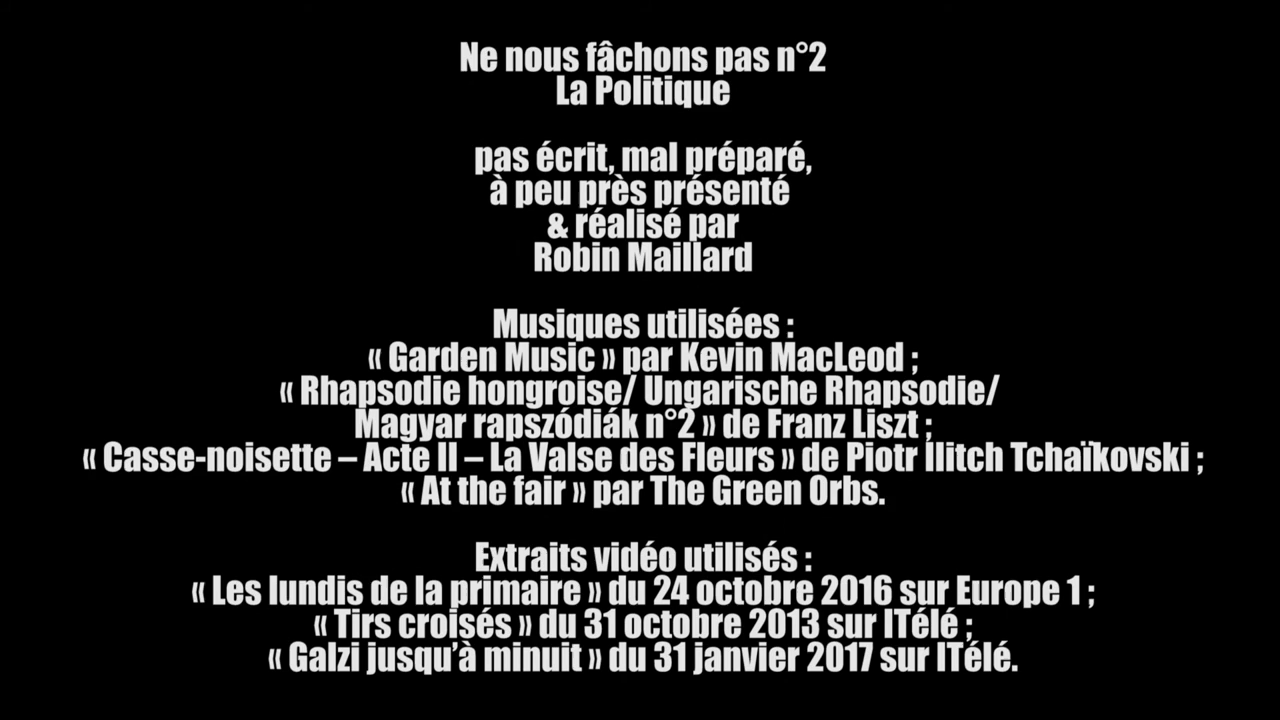 Ne nous fâchons pas n°2
La Politique
pas écrit, mal préparé,
à peu près présenté
& réalisé par
Robin Maillard
Musiques utilisées :
« Garden Music » par Kevin MacLeod ;
« Rhapsodie hongroise/ Ungarische Rhapsodie/
Magyar rapszódiák n°2 » de Franz Liszt ;
« Casse-noisette – Acte II – La Valse des Fleurs » de Piotr Ilitch Tchaïkovski ;
« At the fair » par The Green Orbs.
Extraits vidéo utilisés :
« Les lundis de la primaire » du 24 octobre 2016 sur Europe 1 ;
« Tirs croisés » du 31 octobre 2013 sur ITélé ;
« Galzi jusqu’à minuit » du 31 janvier 2017 sur ITélé.